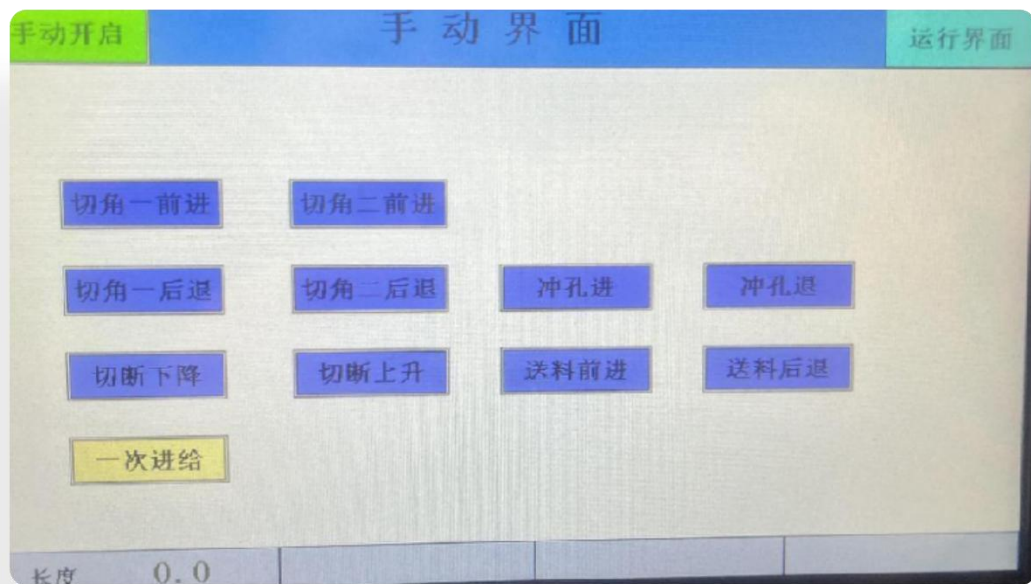 手动开启 手动界面 运行界面
切角一前进 切角二前进
切角一后退 切角二后退 冲孔进 冲孔退
切断下降 切断上升 送料前进 送料后退
一次进给
长度 0.0